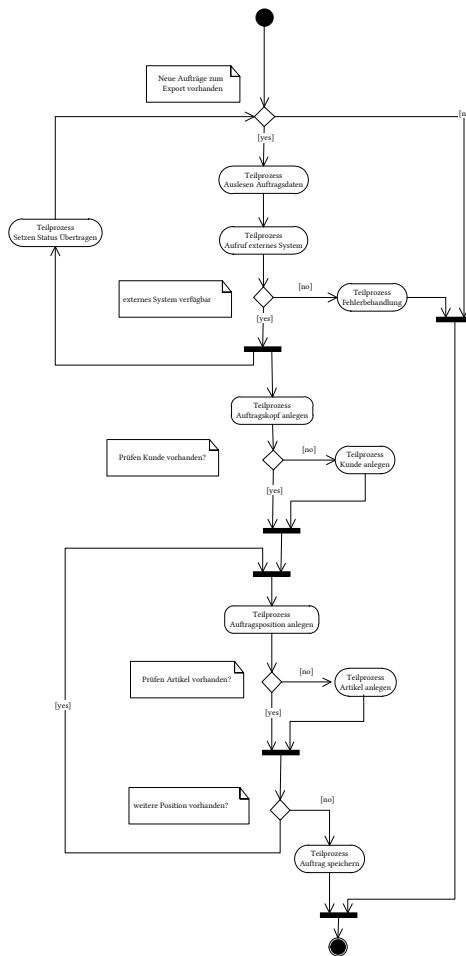 Neue Aufträge zum
Export vorhanden
[yes]
Teilprozess
Auslesen Auftragsdaten
Teilprozess
Setzen Status Übertragen
Teilprozess
Aufruf externes System
externes System verfügbar
[no]
Teilprozess
Fehlerbehandlung
[yes]
Teilprozess
Auftragskopf anlegen
Prüfen Kunde vorhanden?
[no]
Teilprozess
Kunde anlegen
[yes]
Teilprozess
Auftragsposition anlegen
Prüfen Artikel vorhanden?
[no]
Teilprozess
Artikel anlegen
[yes]
[yes]
weitere Position vorhanden?
[no]
Teilprozess
Auftrag speichern